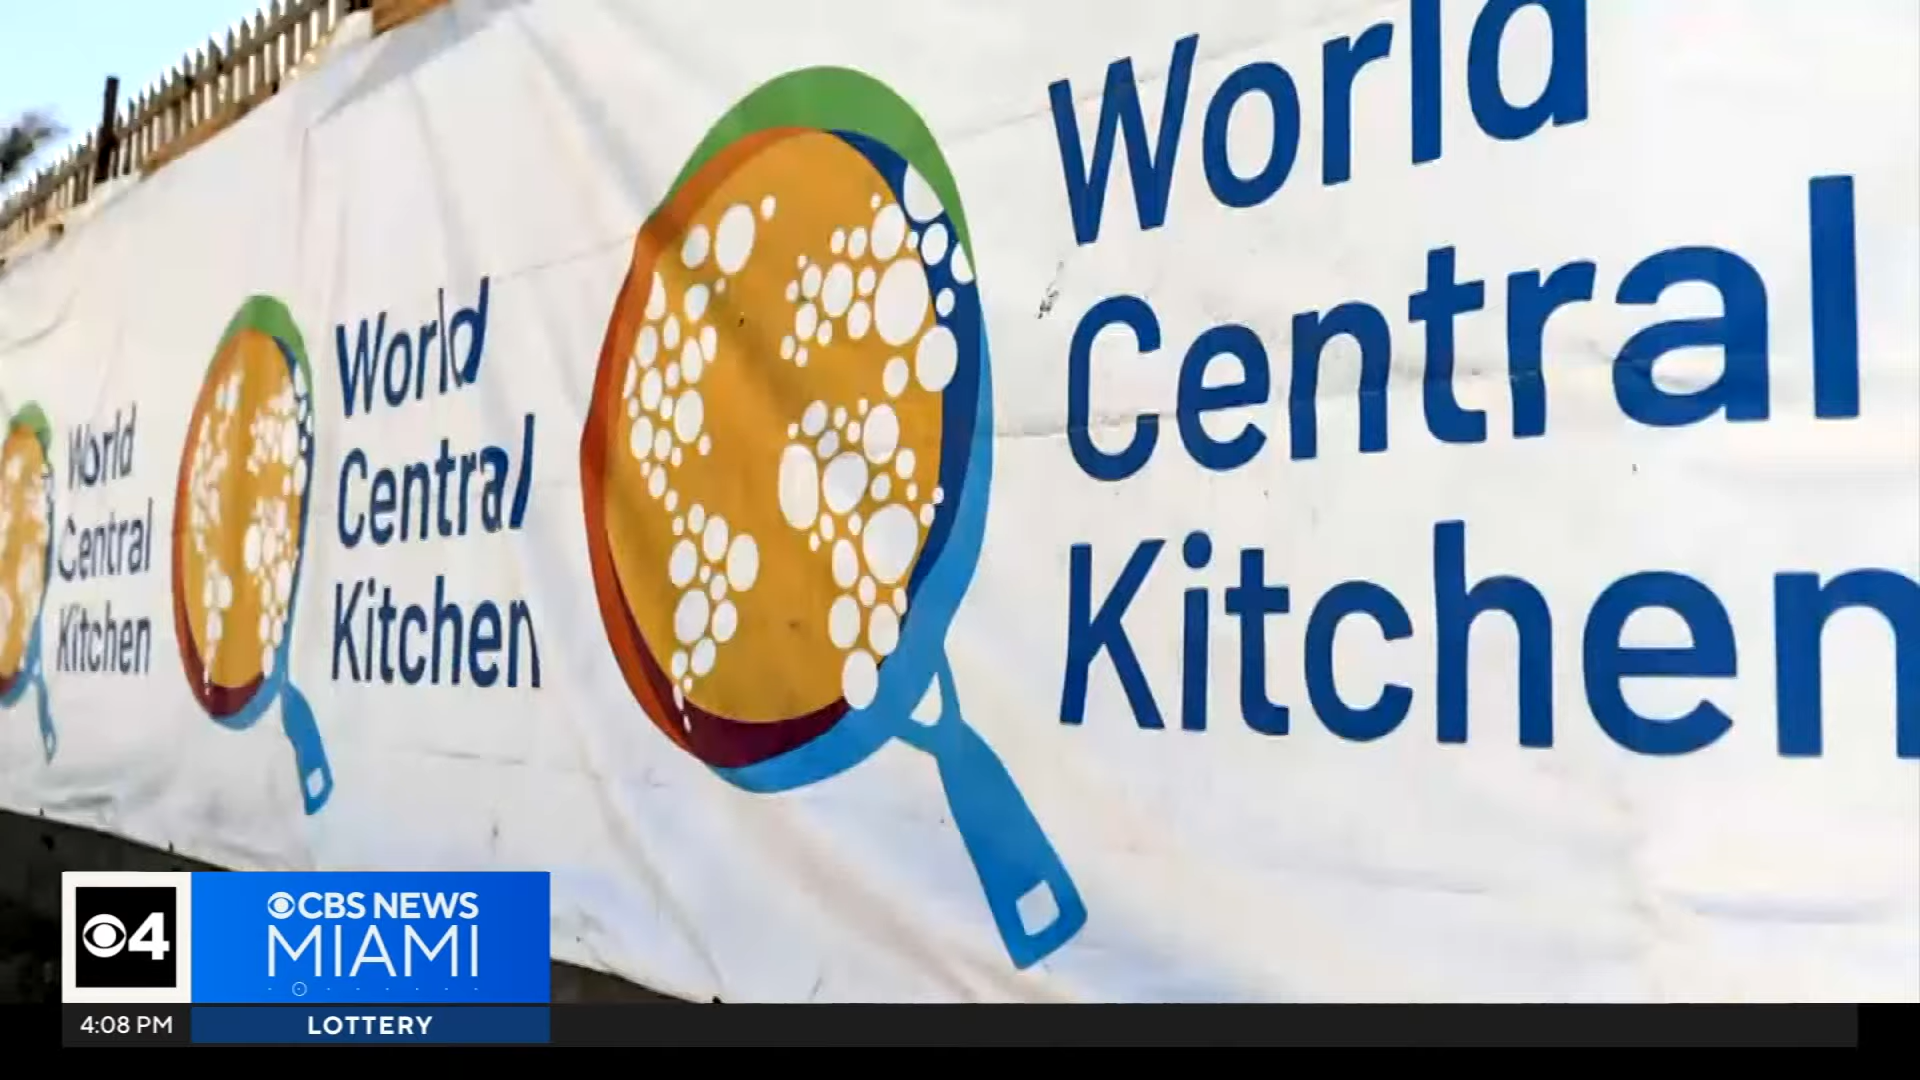 World
Central
Kitchen
World
Central
Kitchen
World
Central
Kitchen
4
CBS NEWS
MIAMI
4:08 PM
LOTTERY